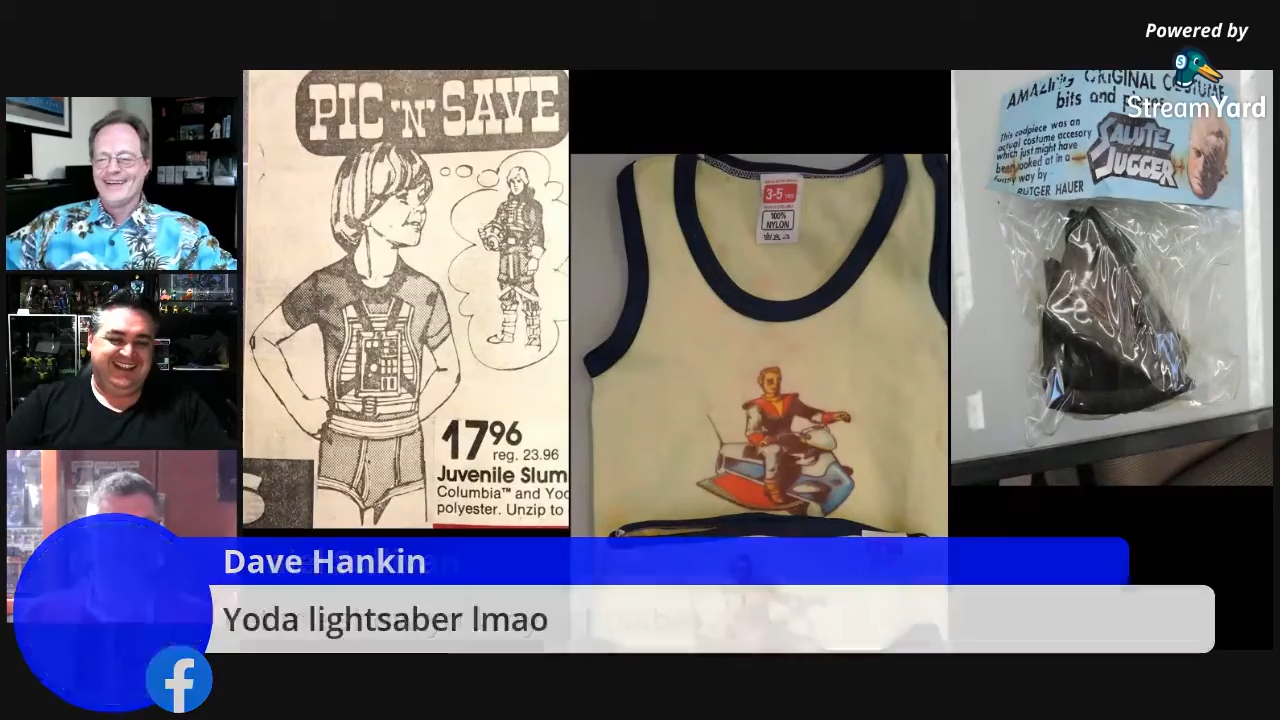 Powered by
StreamYard
PIC 'N' SAVE
17 96
reg. 23.96
Juvenile Slum
Columbia™ and Yo
polyester. Unzip to
3-5 YRS
100%
NYLON
AMAZING ORIGINAL COSTUME
bits and
This codpiece was an
actual costume accesory
which just might have
been looked at in a
funny way by
RUTGER HAUER
SALUTE
JUGGER
Dave Hankin
Yoda lightsaber lmao